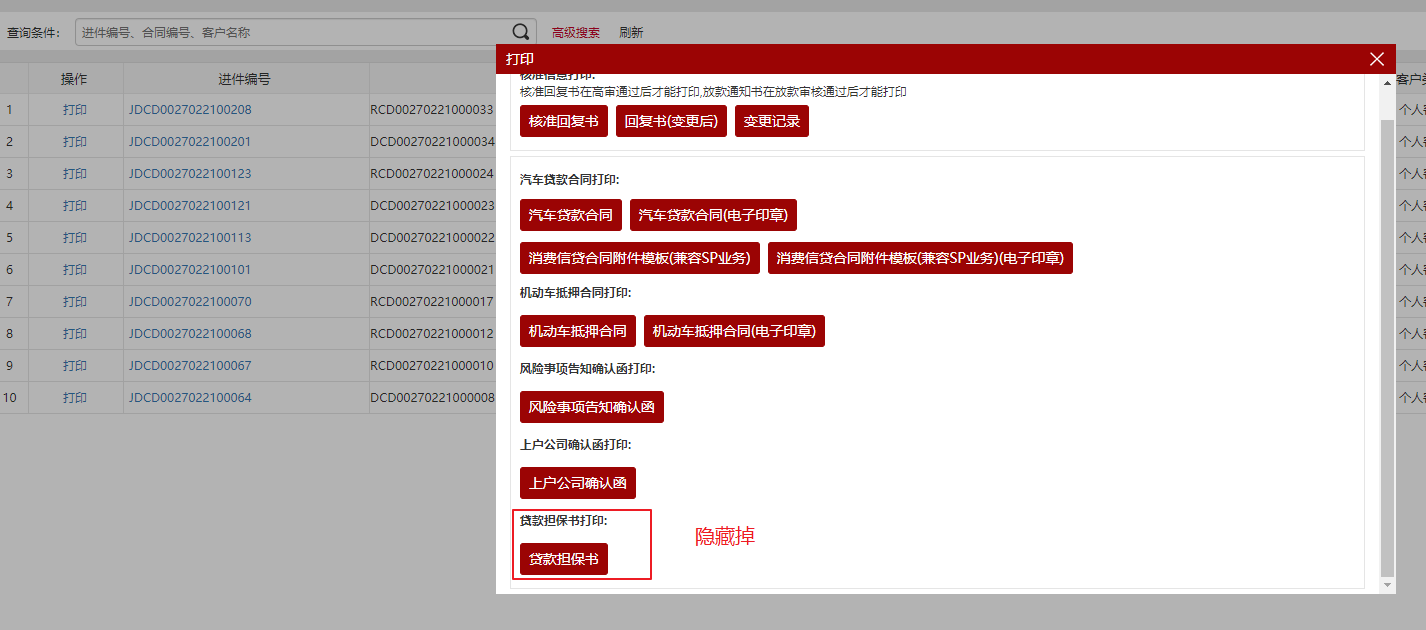 查询条件: 进件编号、合同编号、客户名称 高级搜索 刷新
操作 进件编号
1 打印 JDCD0027022100208 RCD00270221000033 个人
2 打印 JDCD0027022100201 DCD00270221000034 个人
3 打印 JDCD0027022100123 RCD00270221000024 个人
4 打印 JDCD0027022100121 DCD00270221000023 个人
5 打印 JDCD0027022100113 DCD00270221000022 个人
6 打印 JDCD0027022100101 DCD00270221000021 个人
7 打印 JDCD0027022100070 RCD00270221000017 个人
8 打印 JDCD0027022100068 RCD00270221000012 个人
9 打印 JDCD0027022100067 RCD00270221000010 个人
10 打印 JDCD0027022100064 DCD00270221000008 个人
客户
打印
核准信息打印:
核准回复书在高审通过后才能打印,放款通知书在放款审核通过后才能打印
核准回复书 回复书(变更后) 变更记录
汽车贷款合同打印:
汽车贷款合同 汽车贷款合同(电子印章)
消费信贷合同附件模板(兼容SP业务) 消费信贷合同附件模板(兼容SP业务)(电子印章)
机动车抵押合同打印:
机动车抵押合同 机动车抵押合同(电子印章)
风险事项告知确认函打印:
风险事项告知确认函
上户公司确认函打印:
上户公司确认函
贷款担保书打印:
贷款担保书
隐藏掉